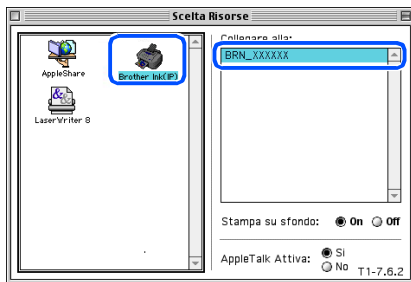 Scelta Risorse
AppleShare
Brother Ink(IP)
LaserWriter 8
Collegare alla:
BRN_XXXXXX
Stampa su sfondo: On Off
AppleTalk Attiva: Si
No
T1-7.6.2